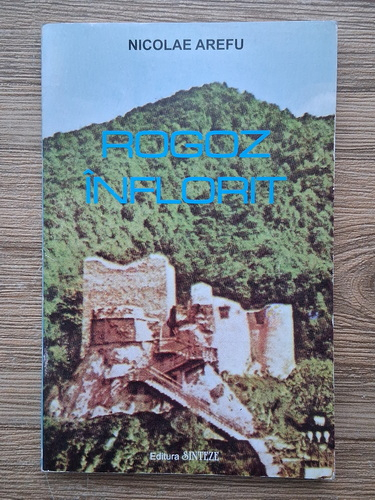 NICOLAE AREFU
ROGOZ
ÎNFLORIT
Editura SINTEZE